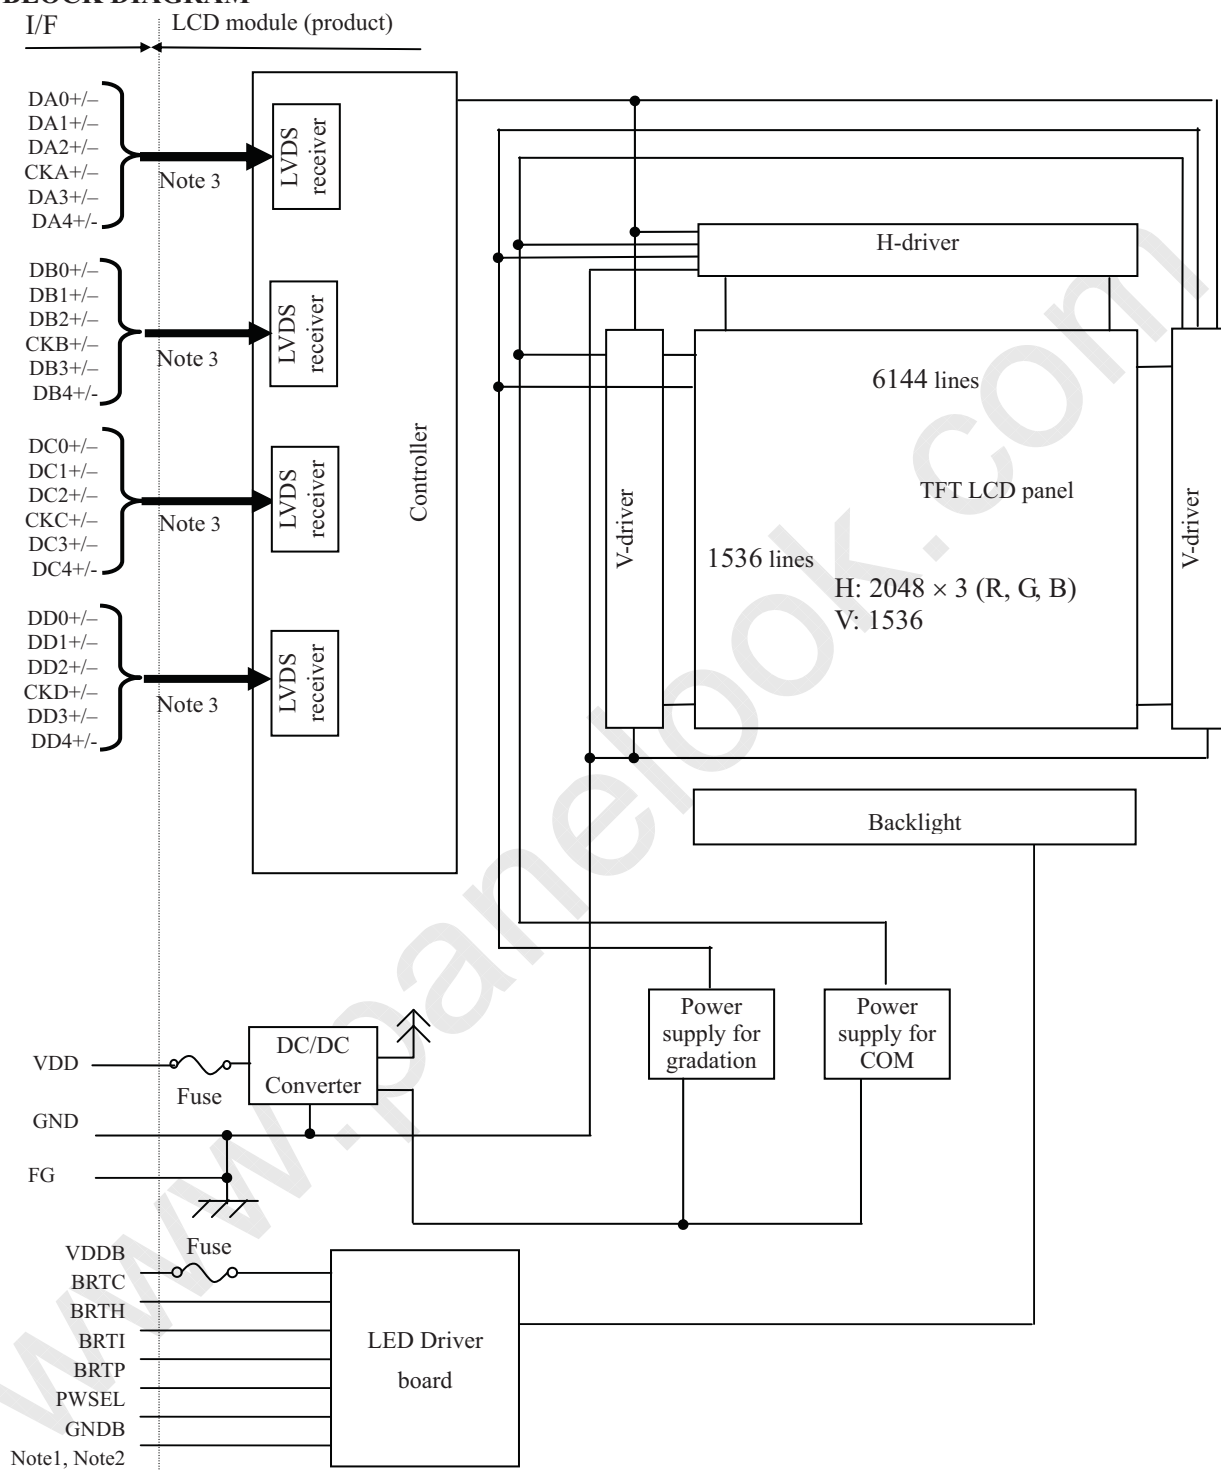 BLOCK DIAGRAM
I/F
LCD module (product)
DA0+/–
DA1+/–
DA2+/–
CKA+/–
DA3+/–
DA4+/-
Note 3
LVDS
receiver
DB0+/–
DB1+/–
DB2+/–
CKB+/–
DB3+/–
DB4+/-
Note 3
LVDS
receiver
DC0+/–
DC1+/–
DC2+/–
CKC+/–
DC3+/–
DC4+/-
Note 3
LVDS
receiver
DD0+/–
DD1+/–
DD2+/–
CKD+/–
DD3+/–
DD4+/-
Note 3
LVDS
receiver
Controller
H-driver
V-driver
6144 lines
TFT LCD panel
1536 lines
H: 2048 × 3 (R, G, B)
V: 1536
V-driver
Backlight
Power
supply for
gradation
Power
supply for
COM
VDD
Fuse
DC/DC
Converter
GND
FG
VDDB
Fuse
BRTC
BRTH
BRTI
BRTP
PWSEL
GNDB
Note1, Note2
LED Driver
board
www.panelook.com